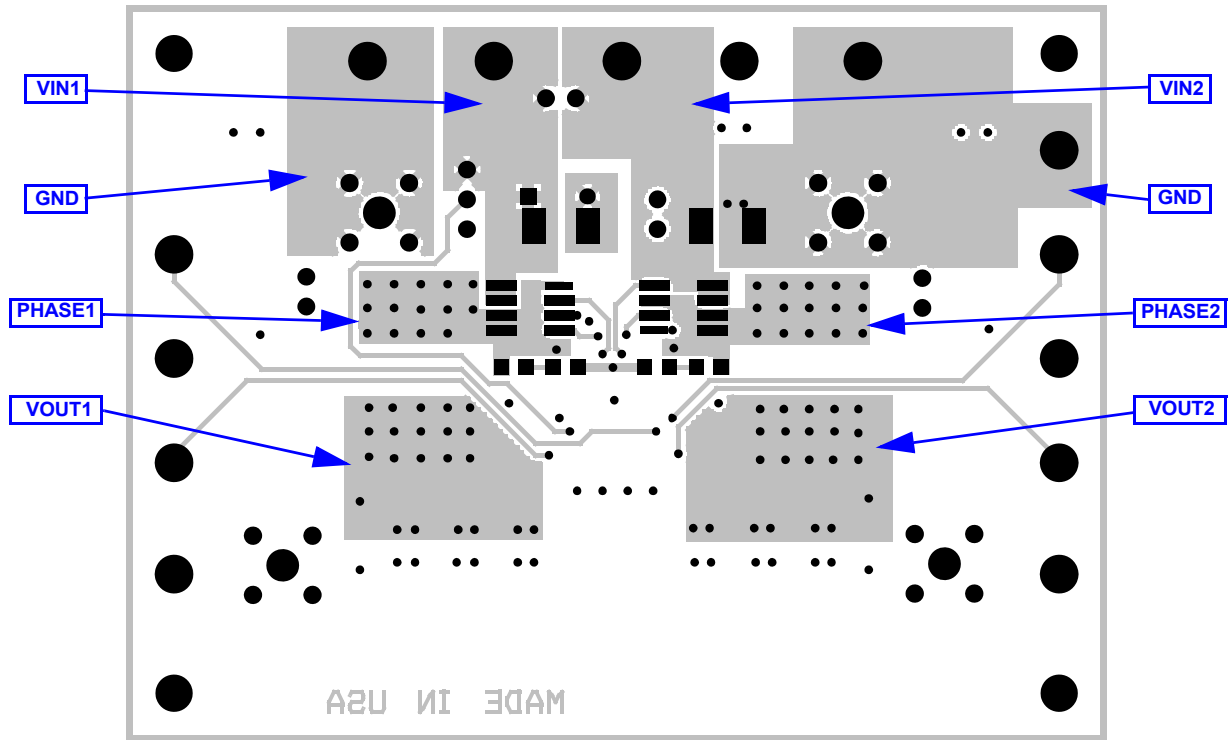 VIN1
VIN2
GND
GND
PHASE1
PHASE2
VOUT1
VOUT2
MADE IN USA